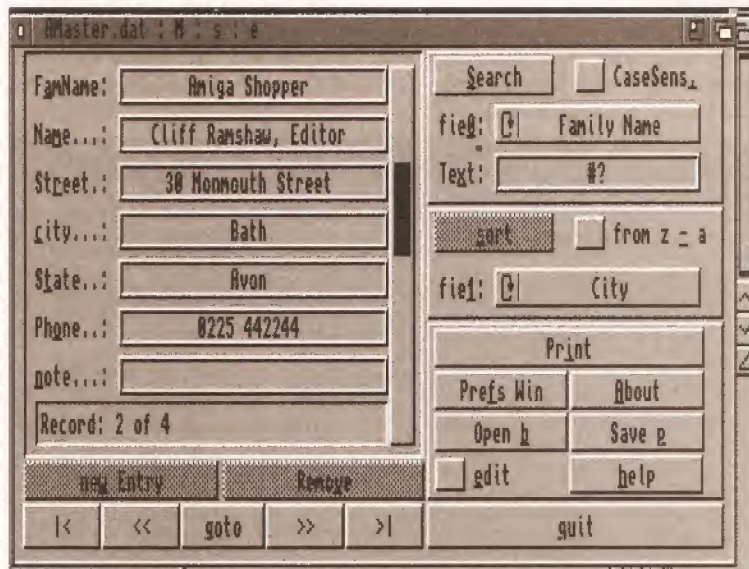 AMaster.dat : M : s : e
FamName: Amiga Shopper
Name...: Cliff Ramshaw, Editor
Street.: 30 Monmouth Street
city...: Bath
State..: Avon
Phone..: 0225 442244
note...:
Record: 2 of 4
new Entry Remove
|< << goto >> >|
Search CaseSens.
fie0: Family Name
Text: #?
sort from z - a
fie1: City
Print
Prefs Win About
Open b Save p
edit help
quit